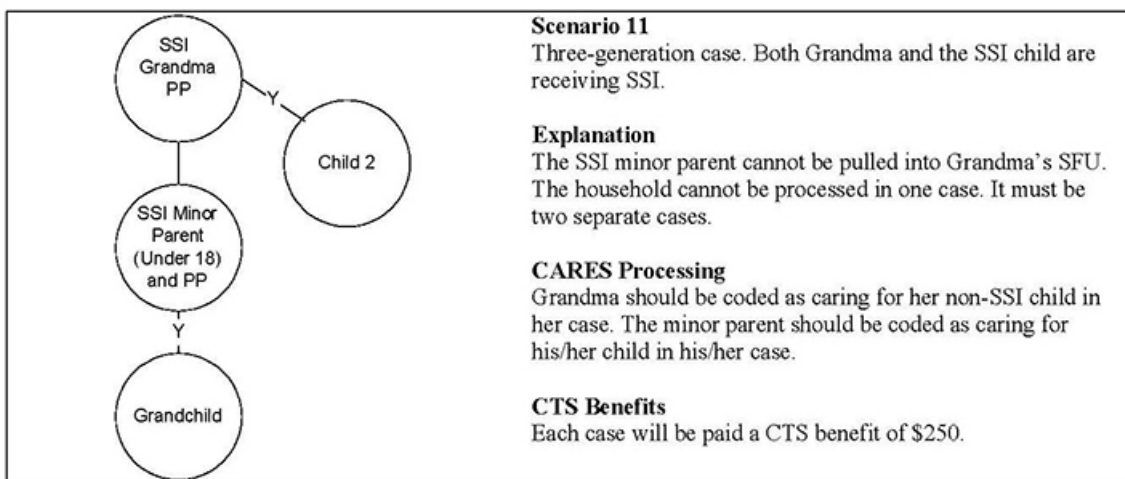 SSI
Grandma
PP
Y
Child 2
SSI Minor
Parent
(Under 18)
and PP
Y
Grandchild
Scenario 11
Three-generation case. Both Grandma and the SSI child are
receiving SSI.
Explanation
The SSI minor parent cannot be pulled into Grandma's SFU.
The household cannot be processed in one case. It must be
two separate cases.
CARES Processing
Grandma should be coded as caring for her non-SSI child in
her case. The minor parent should be coded as caring for
his/her child in his/her case.
CTS Benefits
Each case will be paid a CTS benefit of $250.